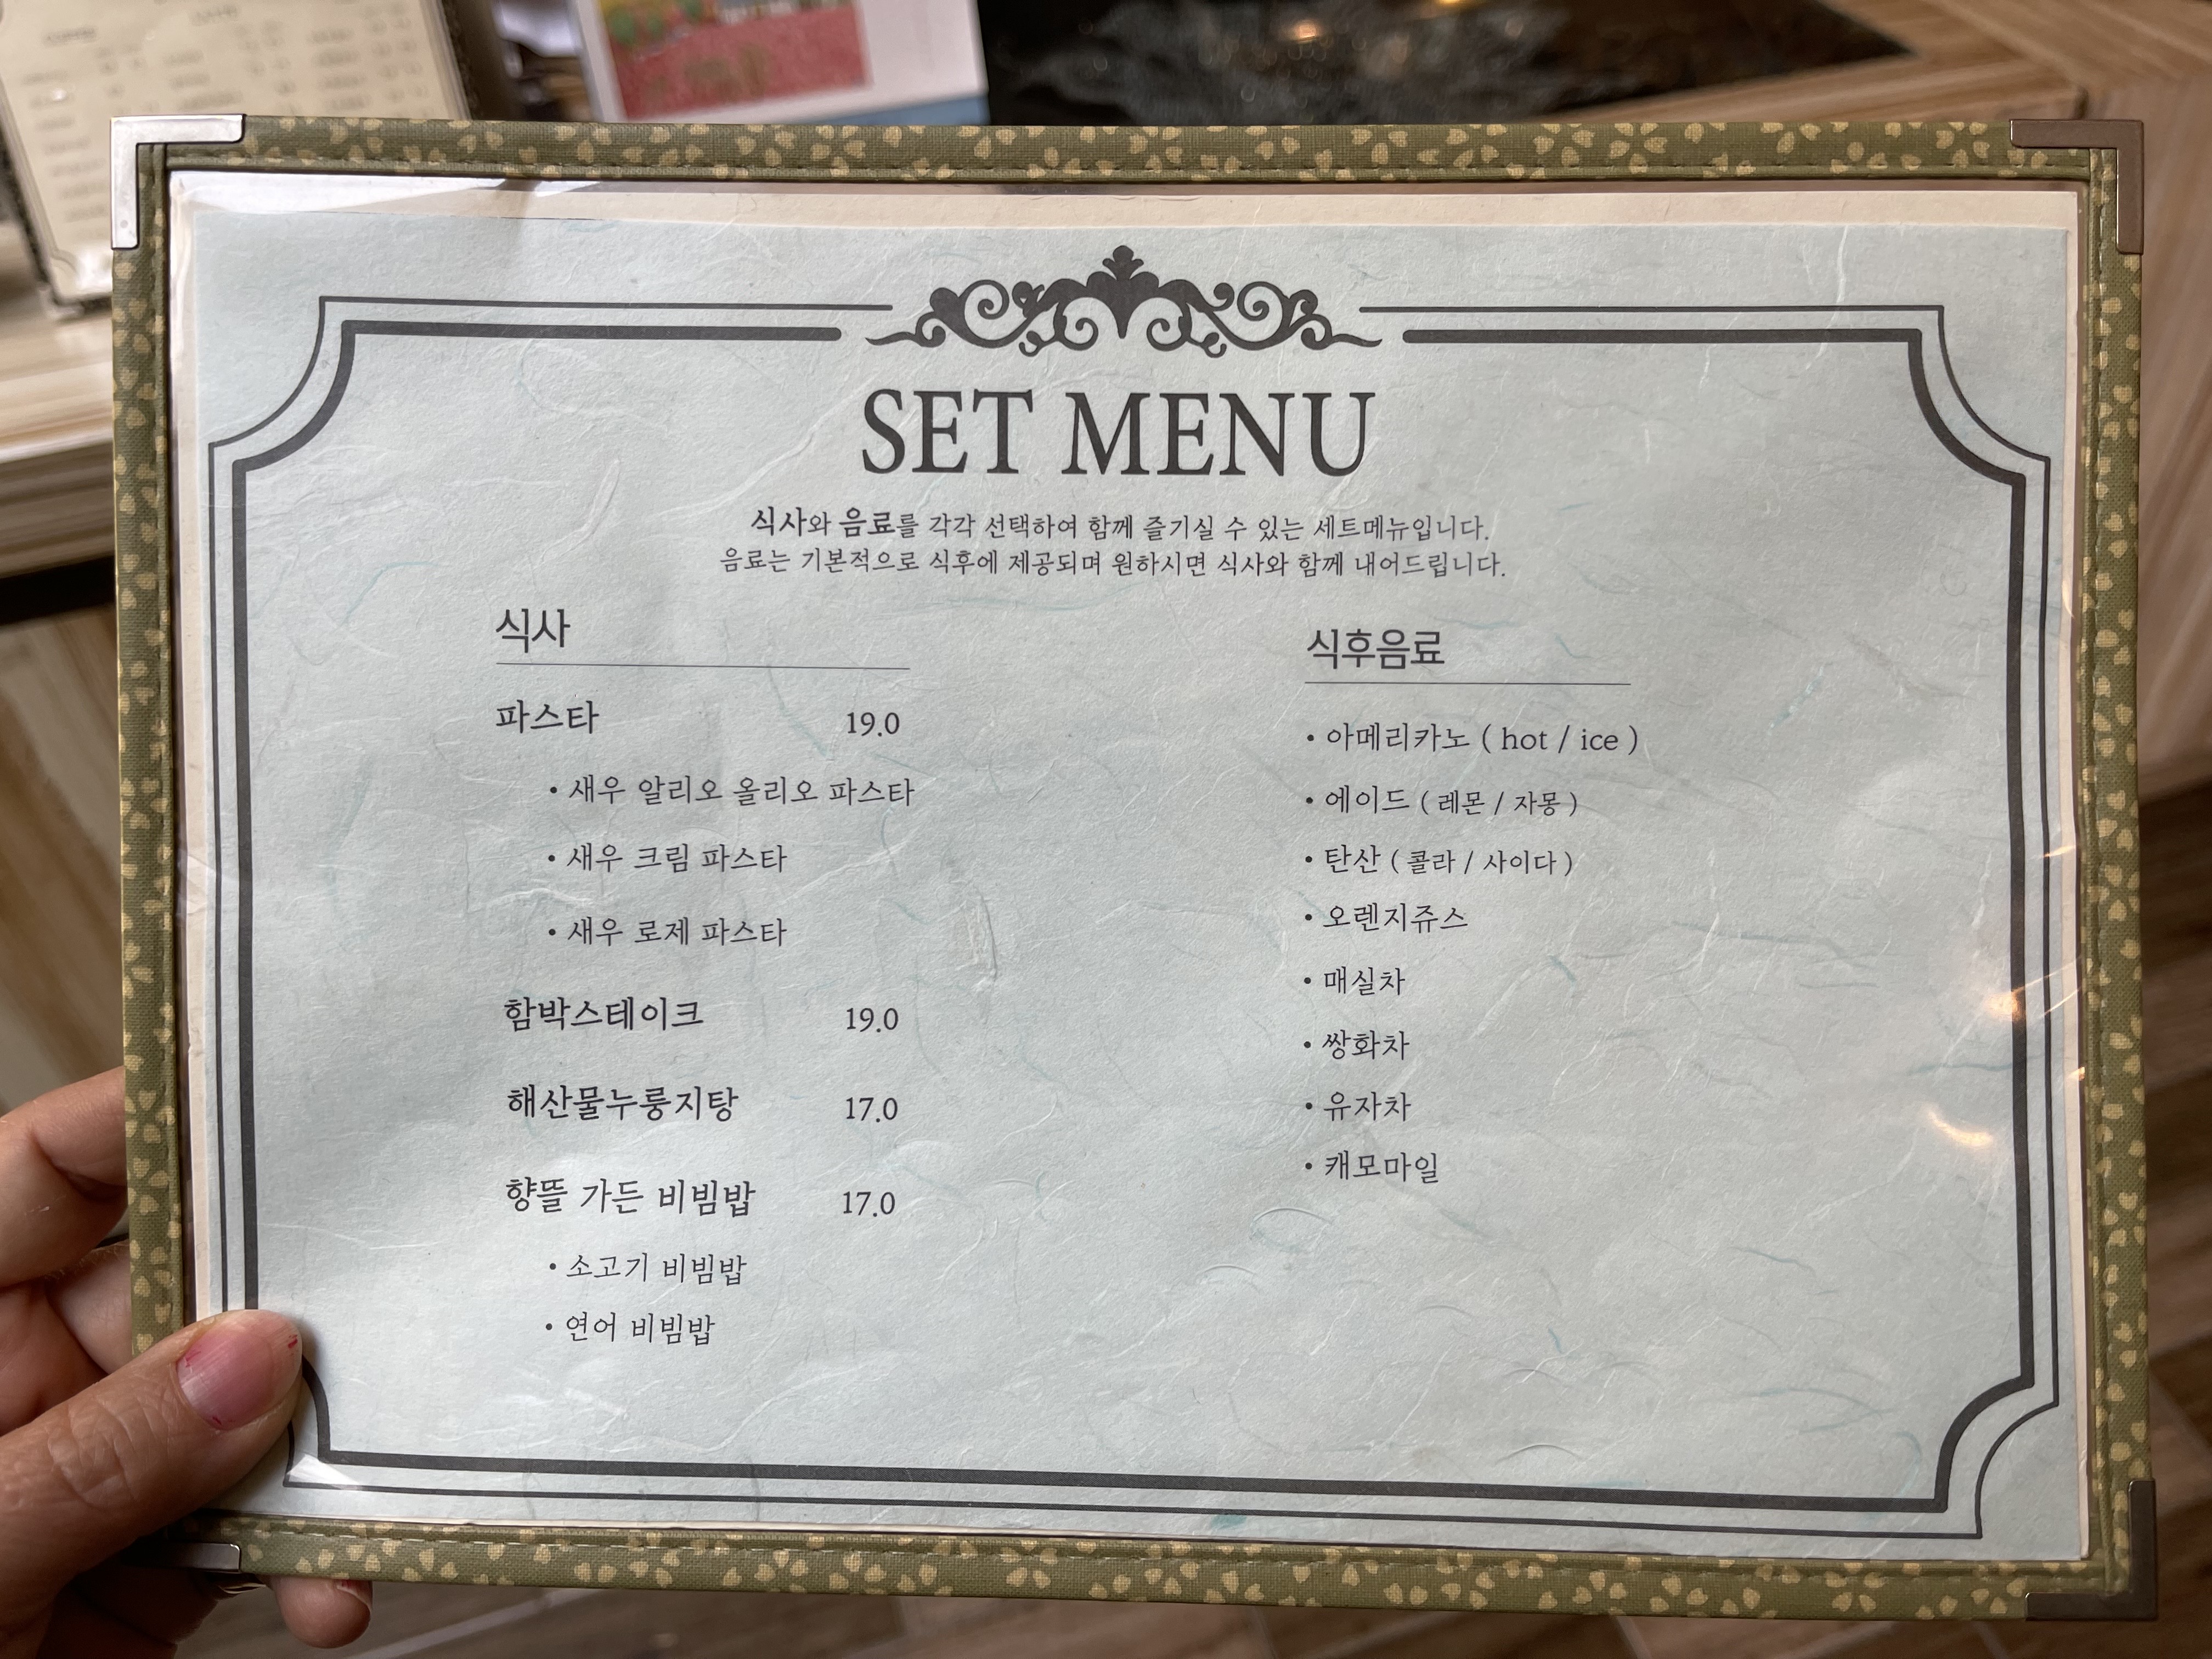 SET MENU
식사와 음료를 각각 선택하여 함께 즐기실 수 있는 세트메뉴입니다.
음료는 기본적으로 식후에 제공되며 원하시면 식사와 함께 내어드립니다.
식사
파스타 19.0
• 새우 알리오 올리오 파스타
• 새우 크림 파스타
• 새우 로제 파스타
함박스테이크 19.0
해산물누룽지탕 17.0
향뜰 가든 비빔밥 17.0
• 소고기 비빔밥
• 연어 비빔밥
식후음료
• 아메리카노 ( hot / ice )
• 에이드 ( 레몬 / 자몽 )
• 탄산 ( 콜라 / 사이다 )
• 오렌지쥬스
• 매실차
• 쌍화차
• 유자차
• 캐모마일